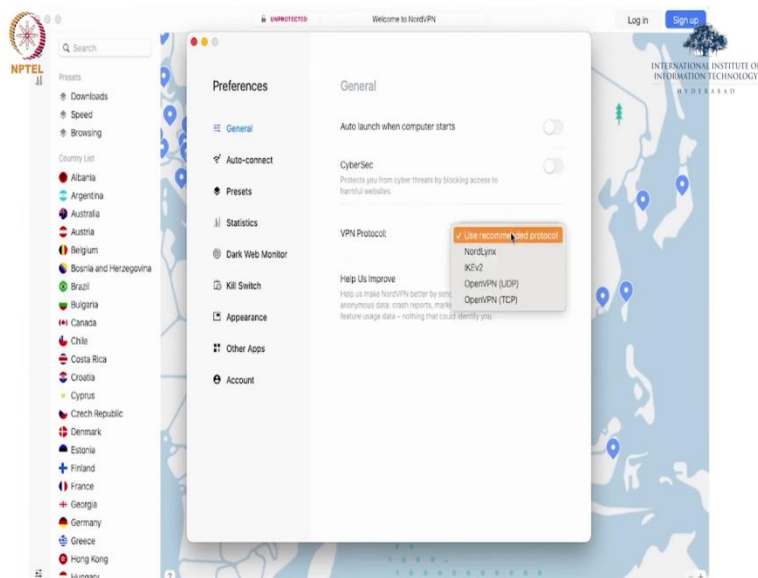 UNPROTECTED
Welcome to NordVPN
Log in
Sign up
NPTEL
INTERNATIONAL INSTITUTE OF
INFORMATION TECHNOLOGY
HYDERABAD
Search
Presets
Downloads
Speed
Browsing
Country List
Albania
Argentina
Australia
Austria
Belgium
Bosnia and Herzegovina
Brazil
Bulgaria
Canada
Chile
Costa Rica
Croatia
Cyprus
Czech Republic
Denmark
Estonia
Finland
France
Georgia
Germany
Greece
Hong Kong
Hungary
Preferences
General
Auto-connect
Presets
Statistics
Dark Web Monitor
Kill Switch
Appearance
Other Apps
Account
General
Auto launch when computer starts
CyberSec
Protects you from cyber threats by blocking access to
harmful websites.
VPN Protocol:
✓ Use recommended protocol
NordLynx
IKEv2
OpenVPN (UDP)
OpenVPN (TCP)
Help Us Improve
Help us make NordVPN better by
anonymous data: crash reports,
feature usage data – nothing that could identify you.